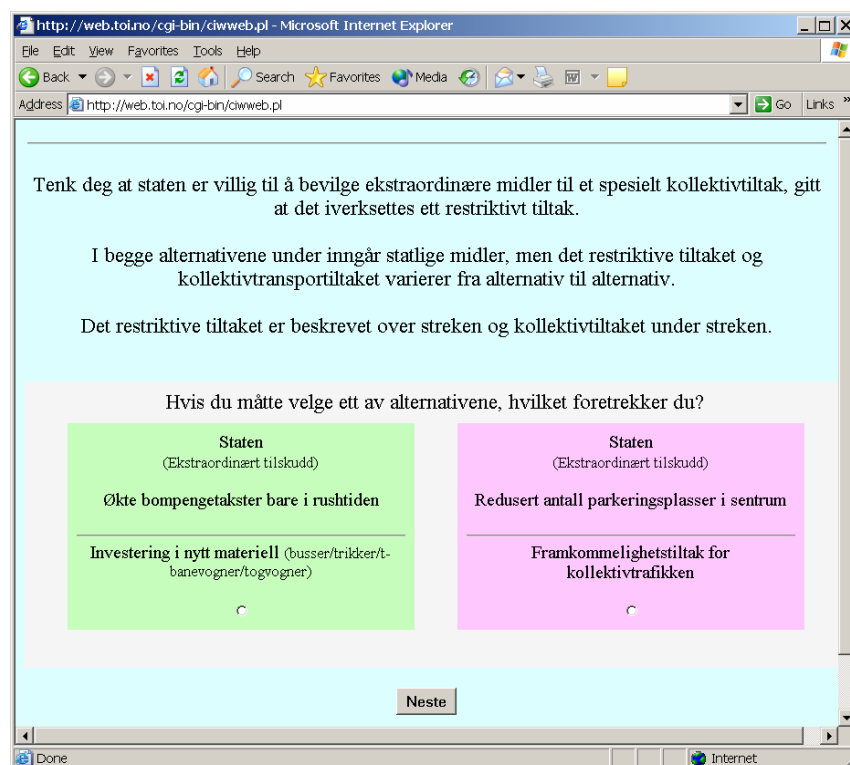 http://web.toi.no/cgi-bin/ciwweb.pl - Microsoft Internet Explorer
File Edit View Favorites Tools Help
Back Search Favorites Media
Address http://web.toi.no/cgi-bin/ciwweb.pl Go Links »
Tenk deg at staten er villig til å bevilge ekstraordinære midler til et spesielt kollektivtiltak, gitt
at det iverksettes ett restriktivt tiltak.
I begge alternativene under inngår statlige midler, men det restriktive tiltaket og
kollektivtransportiltaket varierer fra alternativ til alternativ.
Det restriktive tiltaket er beskrevet over streken og kollektivtiltaket under streken.
Hvis du måtte velge ett av alternativene, hvilket foretrekker du?
Staten
(Ekstraordinært tilskudd)
Økte bompengetakster bare i rushtiden
Investering i nytt materiell (busser/trikker/t-
banevogner/togvogner)
Staten
(Ekstraordinært tilskudd)
Redusert antall parkeringsplasser i sentrum
Framkommelighetstiltak for
kollektivtrafikken
Neste
Done Internet